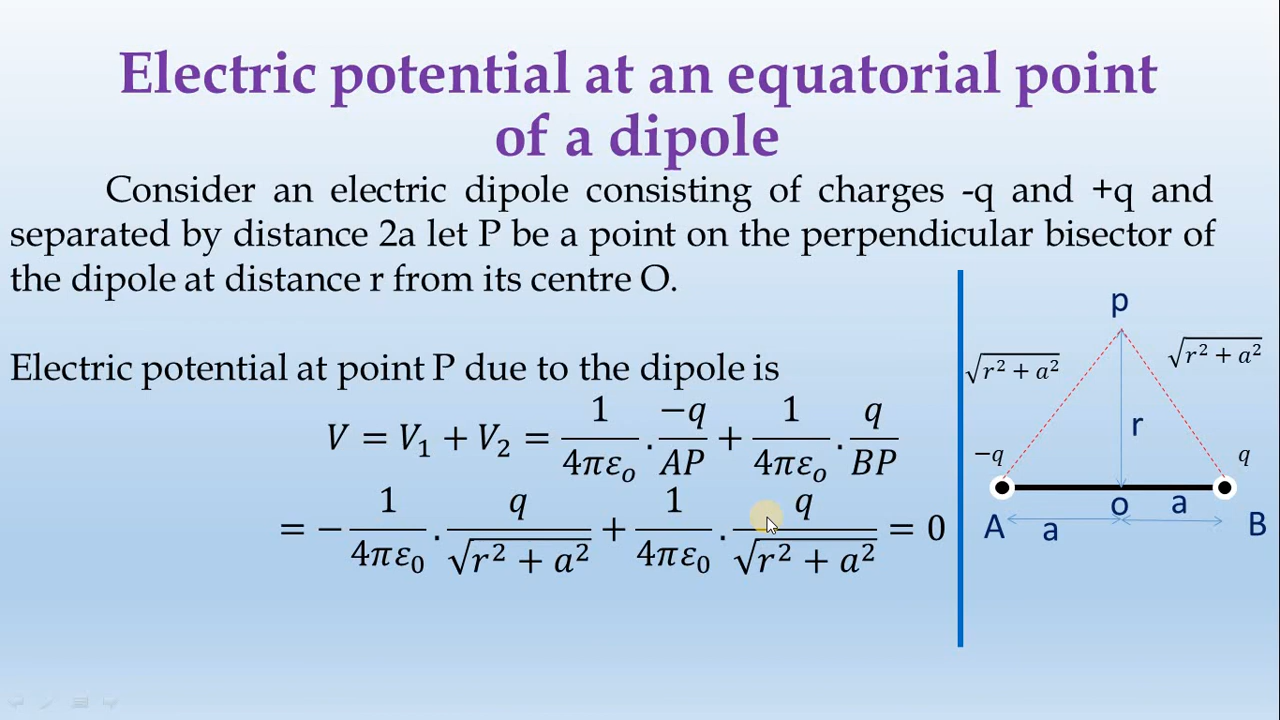 Electric potential at an equatorial point
of a dipole
Consider an electric dipole consisting of charges -q and +q and
separated by distance 2a let P be a point on the perpendicular bisector of
the dipole at distance r from its centre O.
Electric potential at point P due to the dipole is
V = V₁ + V₂ = 1/4πεₒ . −q/AP + 1/4πεₒ . q/BP
= − 1/4πε₀ . q/√(r² + a²) + 1/4πε₀ . q/√(r² + a²) = 0
p
√(r² + a²)
√(r² + a²)
r
−q
q
A
a
o
a
B